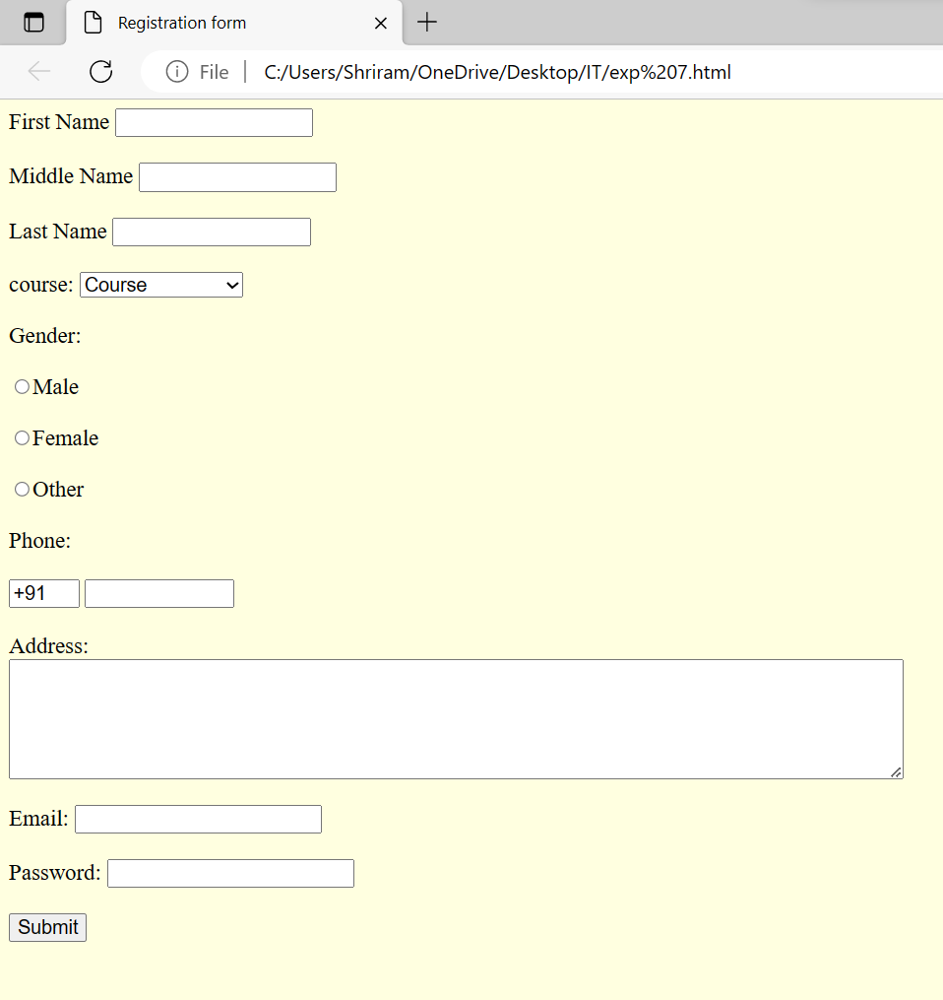 Registration form
File C:/Users/Shriram/OneDrive/Desktop/IT/exp%207.html
First Name
Middle Name
Last Name
course: Course
Gender:
Male
Female
Other
Phone:
+91
Address:
Email:
Password:
Submit